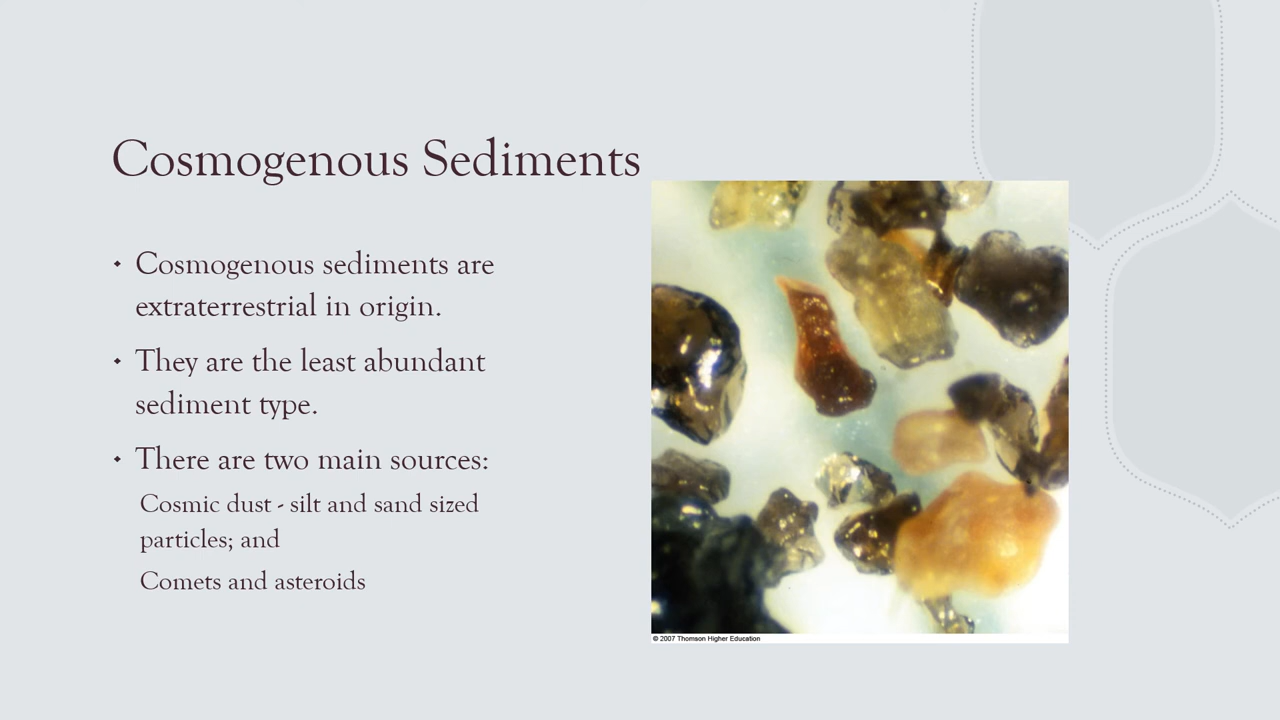 Cosmogenous Sediments
Cosmogenous sediments are
extraterrestrial in origin.
They are the least abundant
sediment type.
There are two main sources:
Cosmic dust - silt and sand sized
particles; and
Comets and asteroids
© 2007 Thomson Higher Education